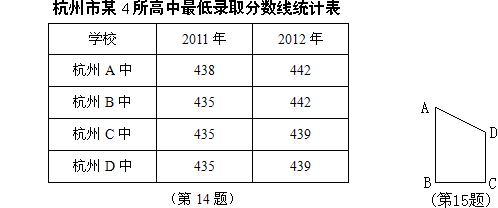 杭州市某4所高中最低录取分数线统计表
学校 2011年 2012年
杭州A中 438 442
杭州B中 435 442
杭州C中 435 439
杭州D中 435 439
(第14题)
A
D
B C
(第15题)